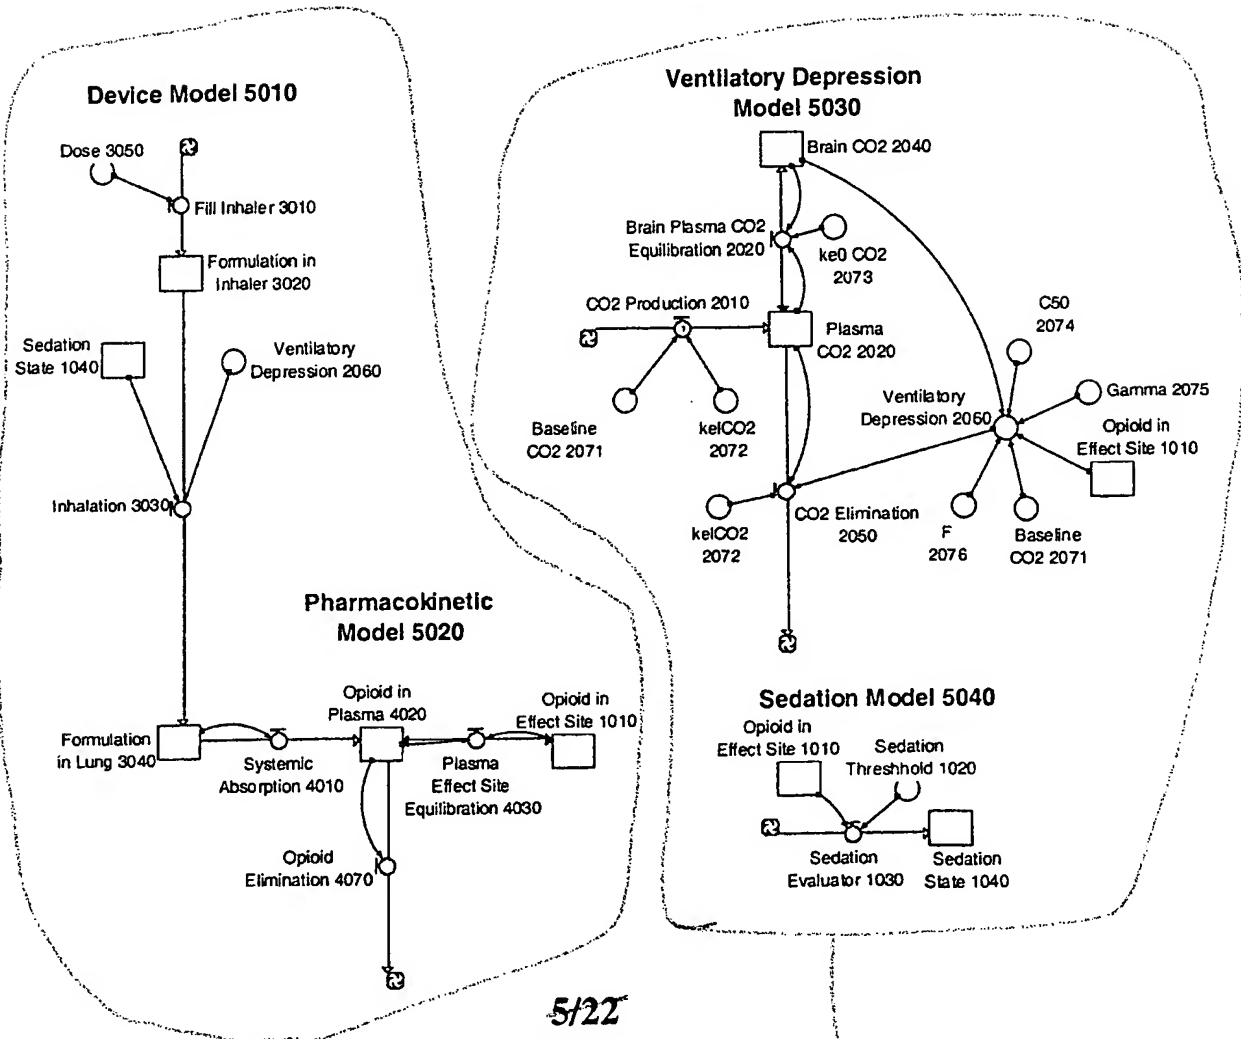 Device Model 5010
Dose 3050
Fill Inhaler 3010
Formulation in
Inhaler 3020
Sedation
State 1040
Ventilatory
Depression 2060
Inhalation 3030
Pharmacokinetic
Model 5020
Formulation
in Lung 3040
Systemic
Absorption 4010
Opioid in
Plasma 4020
Plasma
Effect Site
Equilibration 4030
Opioid in
Effect Site 1010
Opioid
Elimination 4070
Ventilatory Depression
Model 5030
Brain CO2 2040
Brain Plasma CO2
Equilibration 2020
ke0 CO2
2073
CO2 Production 2010
Plasma
CO2 2020
Baseline
CO2 2071
kelCO2
2072
C50
2074
Gamma 2075
Ventilatory
Depression 2060
Opioid in
Effect Site 1010
kelCO2
2072
CO2 Elimination
2050
F
2076
Baseline
CO2 2071
Sedation Model 5040
Opioid in
Effect Site 1010
Sedation
Threshhold 1020
Sedation
Evaluator 1030
Sedation
State 1040
5/22